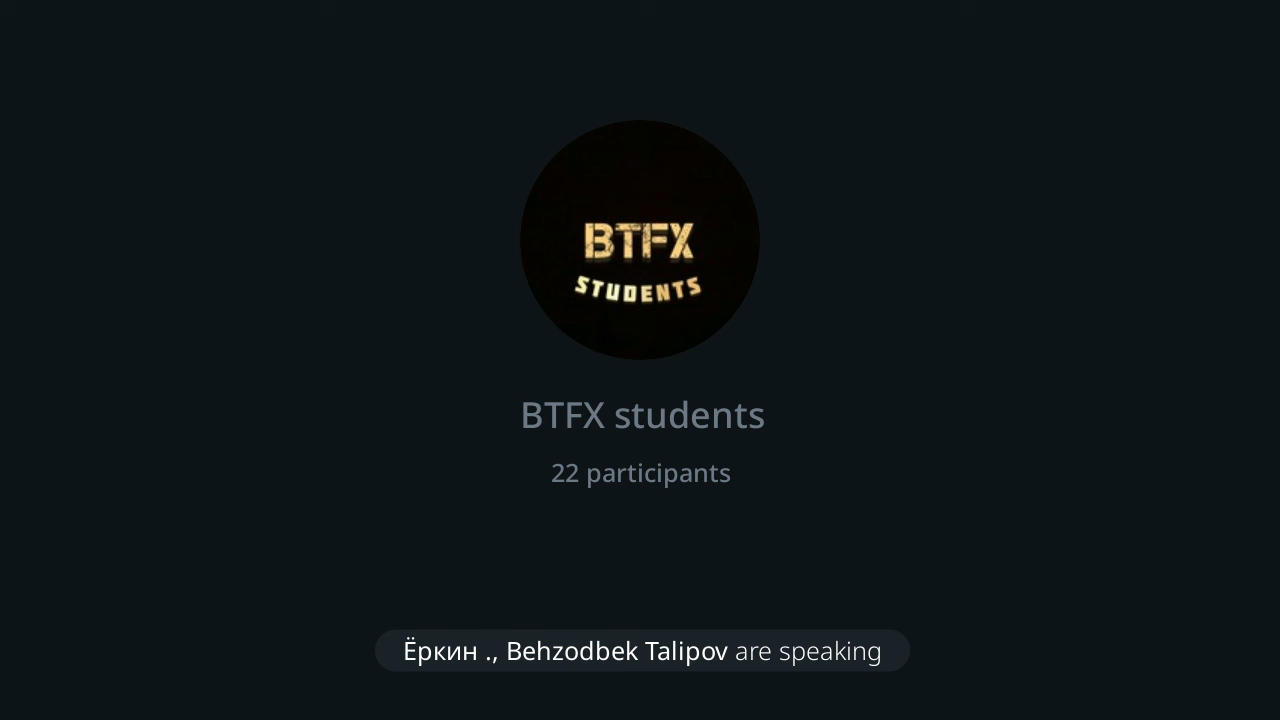 BTFX
STUDENTS
BTFX students
22 participants
Ёркин ., Behzodbek Talipov are speaking